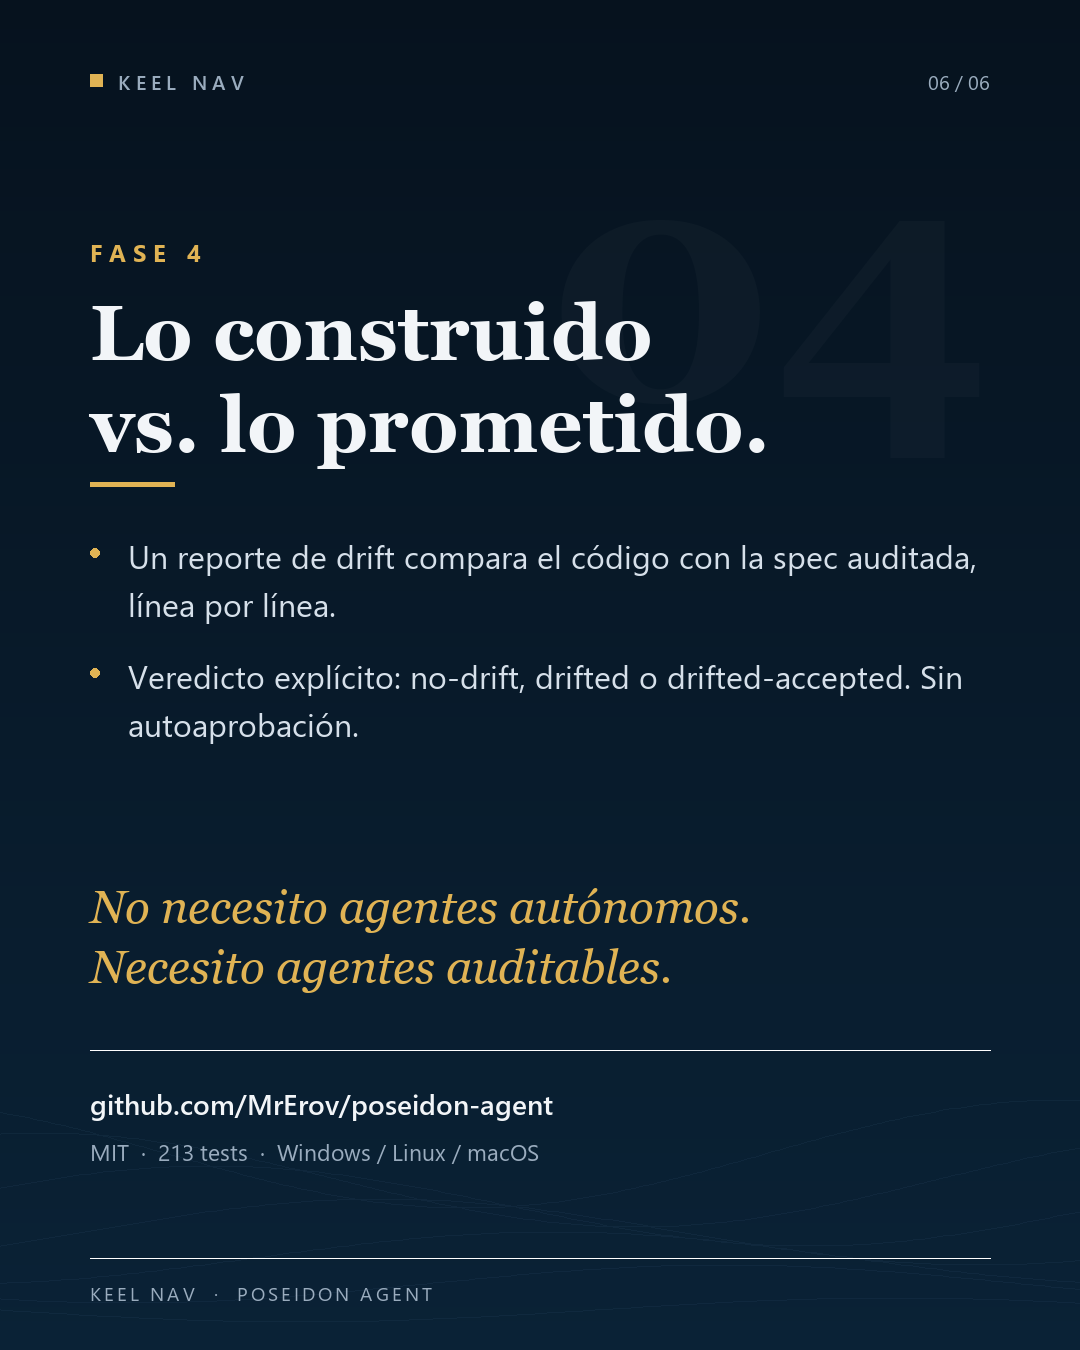 KEEL NAV
06 / 06
04
FASE 4
Lo construido
vs. lo prometido.
Un reporte de drift compara el código con la spec auditada,
línea por línea.
Veredicto explícito: no-drift, drifted o drifted-accepted. Sin
autoaprobación.
No necesito agentes autónomos.
Necesito agentes auditables.
github.com/MrErov/poseidon-agent
MIT · 213 tests · Windows / Linux / macOS
KEEL NAV · POSEIDON AGENT